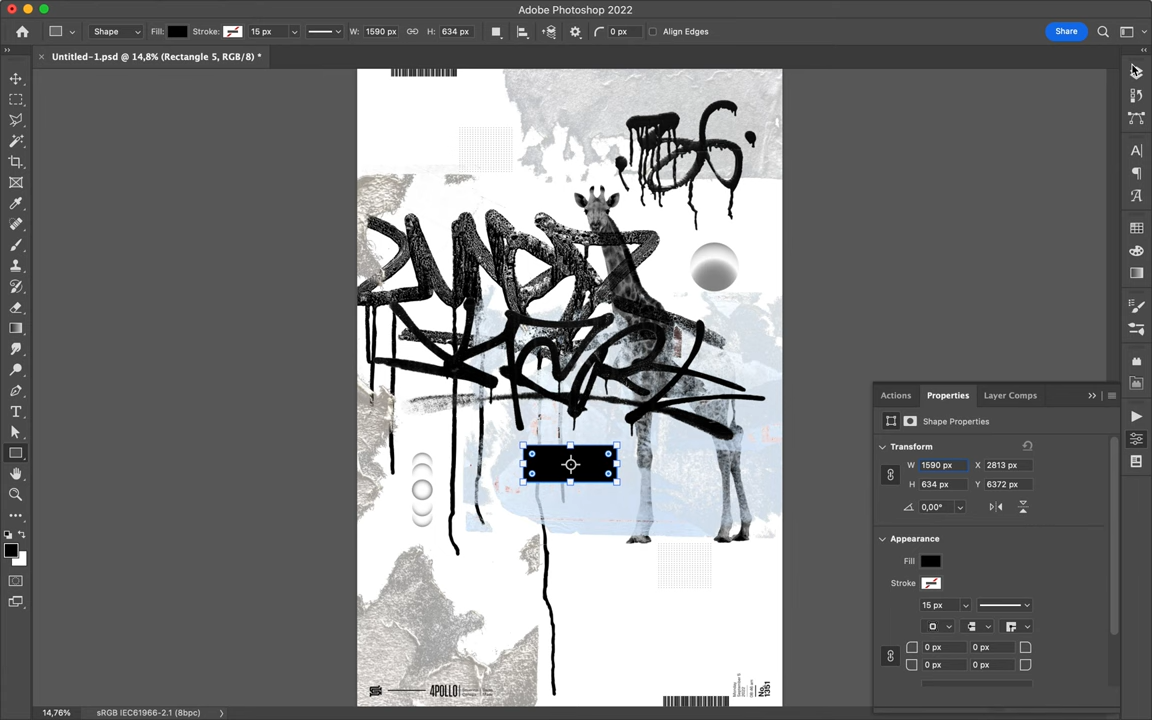 Adobe Photoshop 2022
Shape
Fill:
Stroke:
15 px
W: 1590 px
H: 634 px
0 px
Align Edges
Share
Untitled-1.psd @ 14,8% (Rectangle 5, RGB/8) *
Actions
Properties
Layer Comps
Shape Properties
Transform
W 1590 px
X 2813 px
H 634 px
Y 6372 px
0,00°
Appearance
Fill
Stroke
15 px
0 px
0 px
0 px
0 px
4POLLO
No.
1351
14,76%
sRGB IEC61966-2.1 (8bpc)